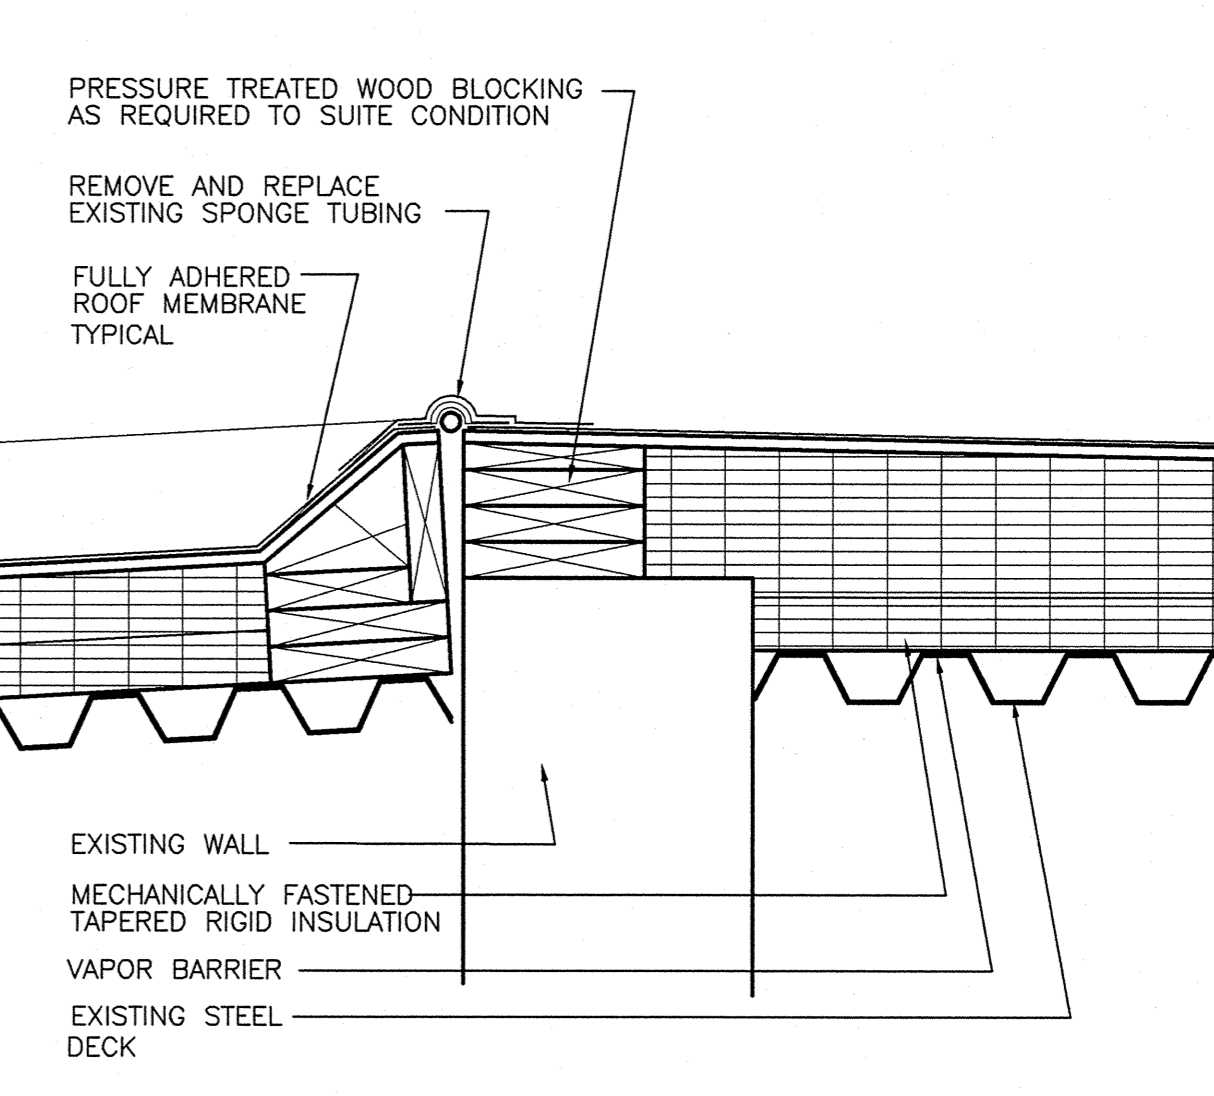 PRESSURE TREATED WOOD BLOCKING
AS REQUIRED TO SUITE CONDITION
REMOVE AND REPLACE
EXISTING SPONGE TUBING
FULLY ADHERED
ROOF MEMBRANE
TYPICAL
EXISTING WALL
MECHANICALLY FASTENED
TAPERED RIGID INSULATION
VAPOR BARRIER
EXISTING STEEL
DECK